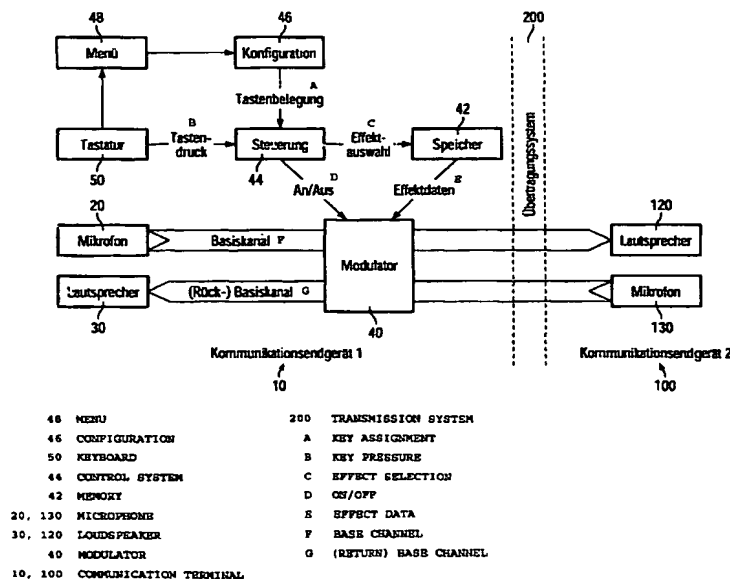 48 46 200
Menü Konfiguration
A
Tastenbelegung
B C 42
Tastatur Tasten-druck Steuerung Effekt-auswahl Speicher
50 44
D E
An/Aus Effektdaten
Übertragungssystem
20 120
Mikrofon Basiskanal F Modulator Lautsprecher
Lautsprecher (Rück-) Basiskanal G Mikrofon
30 40 130
Kommunikationsendgerät 1 Kommunikationsendgerät 2
10 100
48 MENU
46 CONFIGURATION
50 KEYBOARD
44 CONTROL SYSTEM
42 MEMORY
20, 130 MICROPHONE
30, 120 LOUDSPEAKER
40 MODULATOR
10, 100 COMMUNICATION TERMINAL
200 TRANSMISSION SYSTEM
A KEY ASSIGNMENT
B KEY PRESSURE
C EFFECT SELECTION
D ON/OFF
E EFFECT DATA
F BASE CHANNEL
G (RETURN) BASE CHANNEL